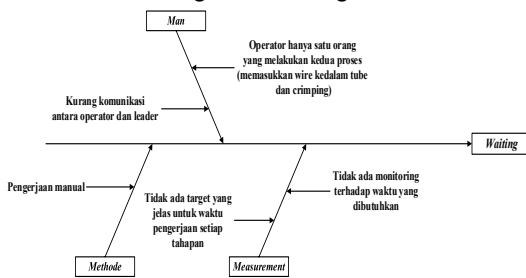 Man
Operator hanya satu orang
yang melakukan kedua proses
(memasukkan wire kedalam tube
dan crimping)
Kurang komunikasi
antara operator dan leader
Waiting
Pengerjaan manual
Tidak ada target yang
jelas untuk waktu
pengerjaan setiap
tahapan
Tidak ada monitoring
terhadap waktu yang
dibutuhkan
Methode
Measurement